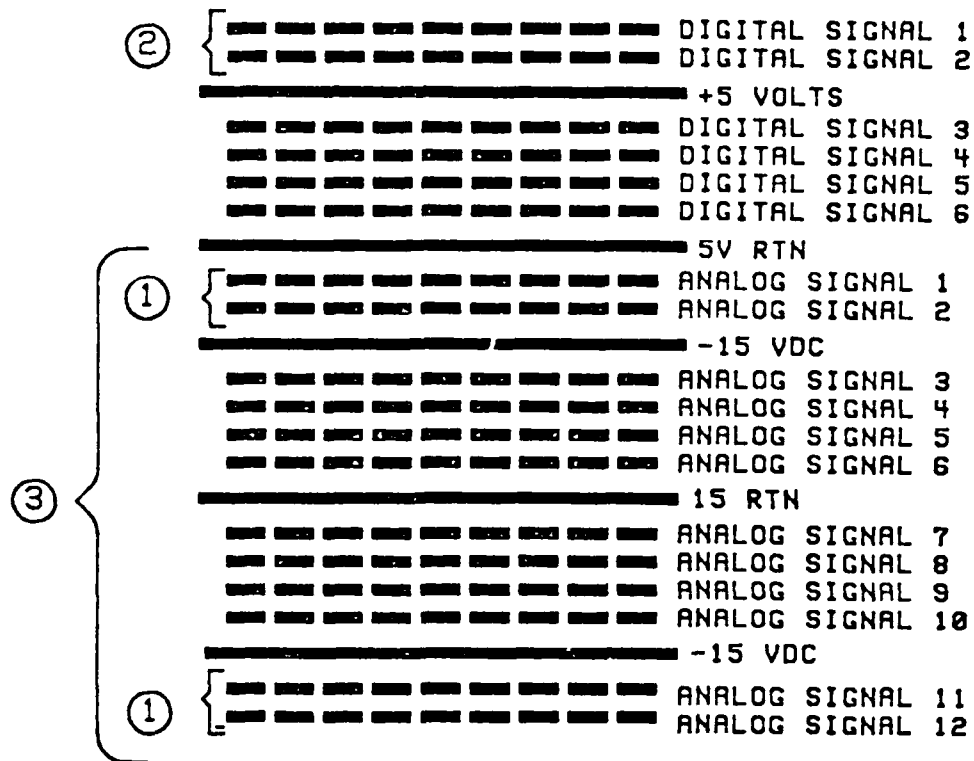 ② DIGITAL SIGNAL 1
DIGITAL SIGNAL 2
+5 VOLTS
DIGITAL SIGNAL 3
DIGITAL SIGNAL 4
DIGITAL SIGNAL 5
DIGITAL SIGNAL 6
5V RTN
① ANALOG SIGNAL 1
ANALOG SIGNAL 2
-15 VDC
ANALOG SIGNAL 3
ANALOG SIGNAL 4
ANALOG SIGNAL 5
ANALOG SIGNAL 6
③ 15 RTN
ANALOG SIGNAL 7
ANALOG SIGNAL 8
ANALOG SIGNAL 9
ANALOG SIGNAL 10
-15 VDC
① ANALOG SIGNAL 11
ANALOG SIGNAL 12